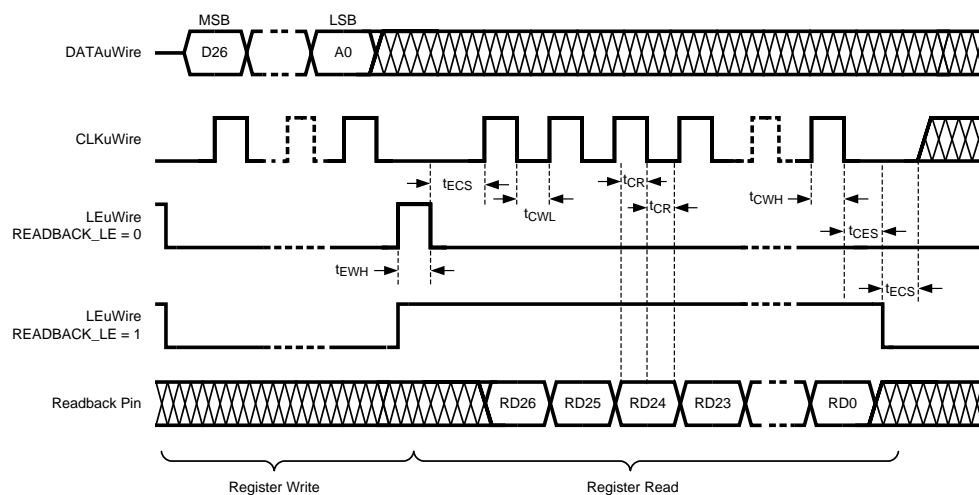 MSB LSB
DATAuWire D26 A0
CLKuWire
tECS tCR tCWH
tCWL tCR
LEuWire
READBACK_LE = 0
tCES
tEWH tECS
LEuWire
READBACK_LE = 1
Readback Pin RD26 RD25 RD24 RD23 RD0
Register Write Register Read